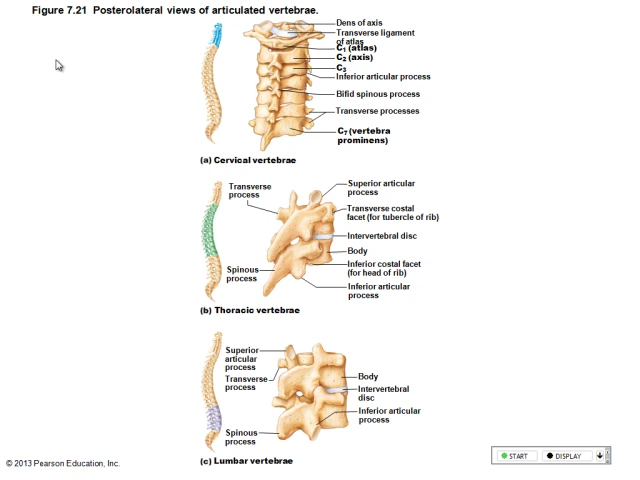 Figure 7.21 Posterolateral views of articulated vertebrae.
Dens of axis
Transverse ligament
of atlas
C1 (atlas)
C2 (axis)
C3
Inferior articular process
Bifid spinous process
Transverse processes
C7 (vertebra
prominens)
(a) Cervical vertebrae
Transverse
process
Superior articular
process
Transverse costal
facet (for tubercle of rib)
Intervertebral disc
Body
Inferior costal facet
(for head of rib)
Spinous
process
Inferior articular
process
(b) Thoracic vertebrae
Superior
articular
process
Transverse
process
Body
Intervertebral
disc
Inferior articular
process
Spinous
process
(c) Lumbar vertebrae
© 2013 Pearson Education, Inc.
START
DISPLAY